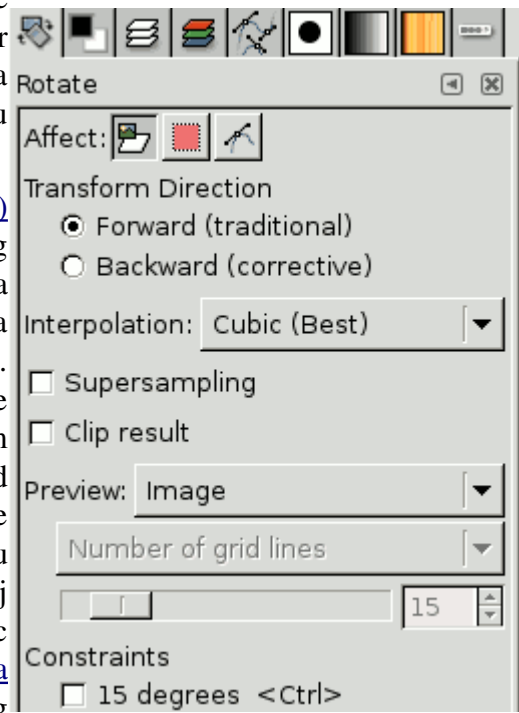 Rotate
Affect:
Transform Direction
Forward (traditional)
Backward (corrective)
Interpolation: Cubic (Best)
Supersampling
Clip result
Preview: Image
Number of grid lines
15
Constraints
15 degrees <Ctrl>